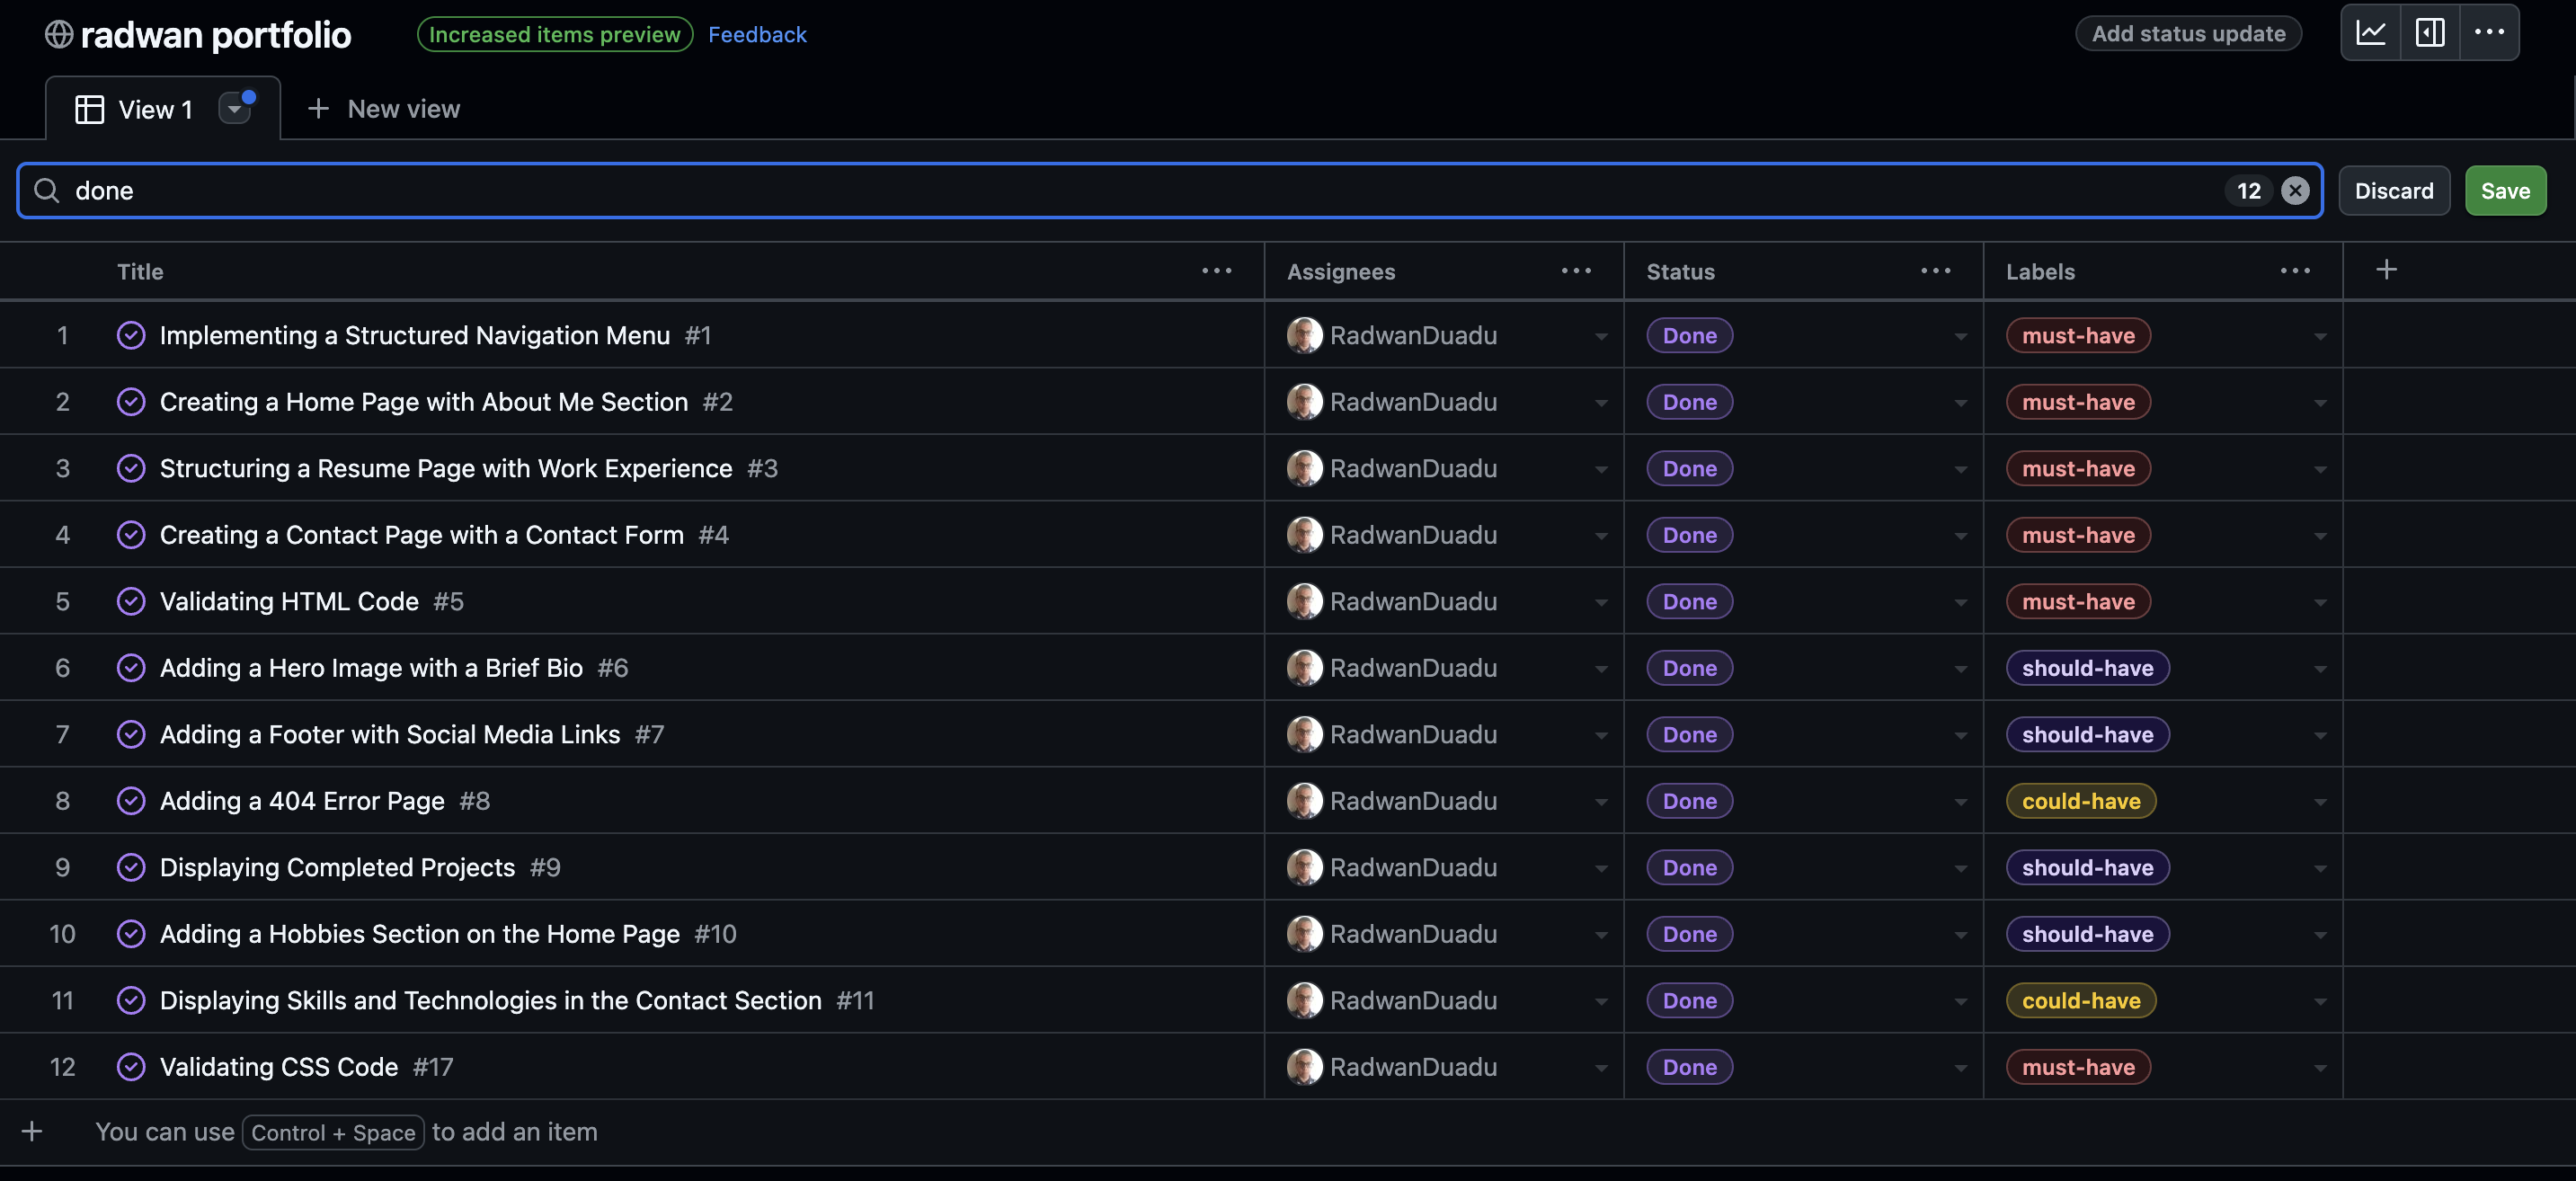 radwan portfolio Increased items preview Feedback Add status update
View 1 New view
done 12 Discard Save
Title Assignees Status Labels
1 Implementing a Structured Navigation Menu #1 RadwanDuadu Done must-have
2 Creating a Home Page with About Me Section #2 RadwanDuadu Done must-have
3 Structuring a Resume Page with Work Experience #3 RadwanDuadu Done must-have
4 Creating a Contact Page with a Contact Form #4 RadwanDuadu Done must-have
5 Validating HTML Code #5 RadwanDuadu Done must-have
6 Adding a Hero Image with a Brief Bio #6 RadwanDuadu Done should-have
7 Adding a Footer with Social Media Links #7 RadwanDuadu Done should-have
8 Adding a 404 Error Page #8 RadwanDuadu Done could-have
9 Displaying Completed Projects #9 RadwanDuadu Done should-have
10 Adding a Hobbies Section on the Home Page #10 RadwanDuadu Done should-have
11 Displaying Skills and Technologies in the Contact Section #11 RadwanDuadu Done could-have
12 Validating CSS Code #17 RadwanDuadu Done must-have
You can use Control + Space to add an item